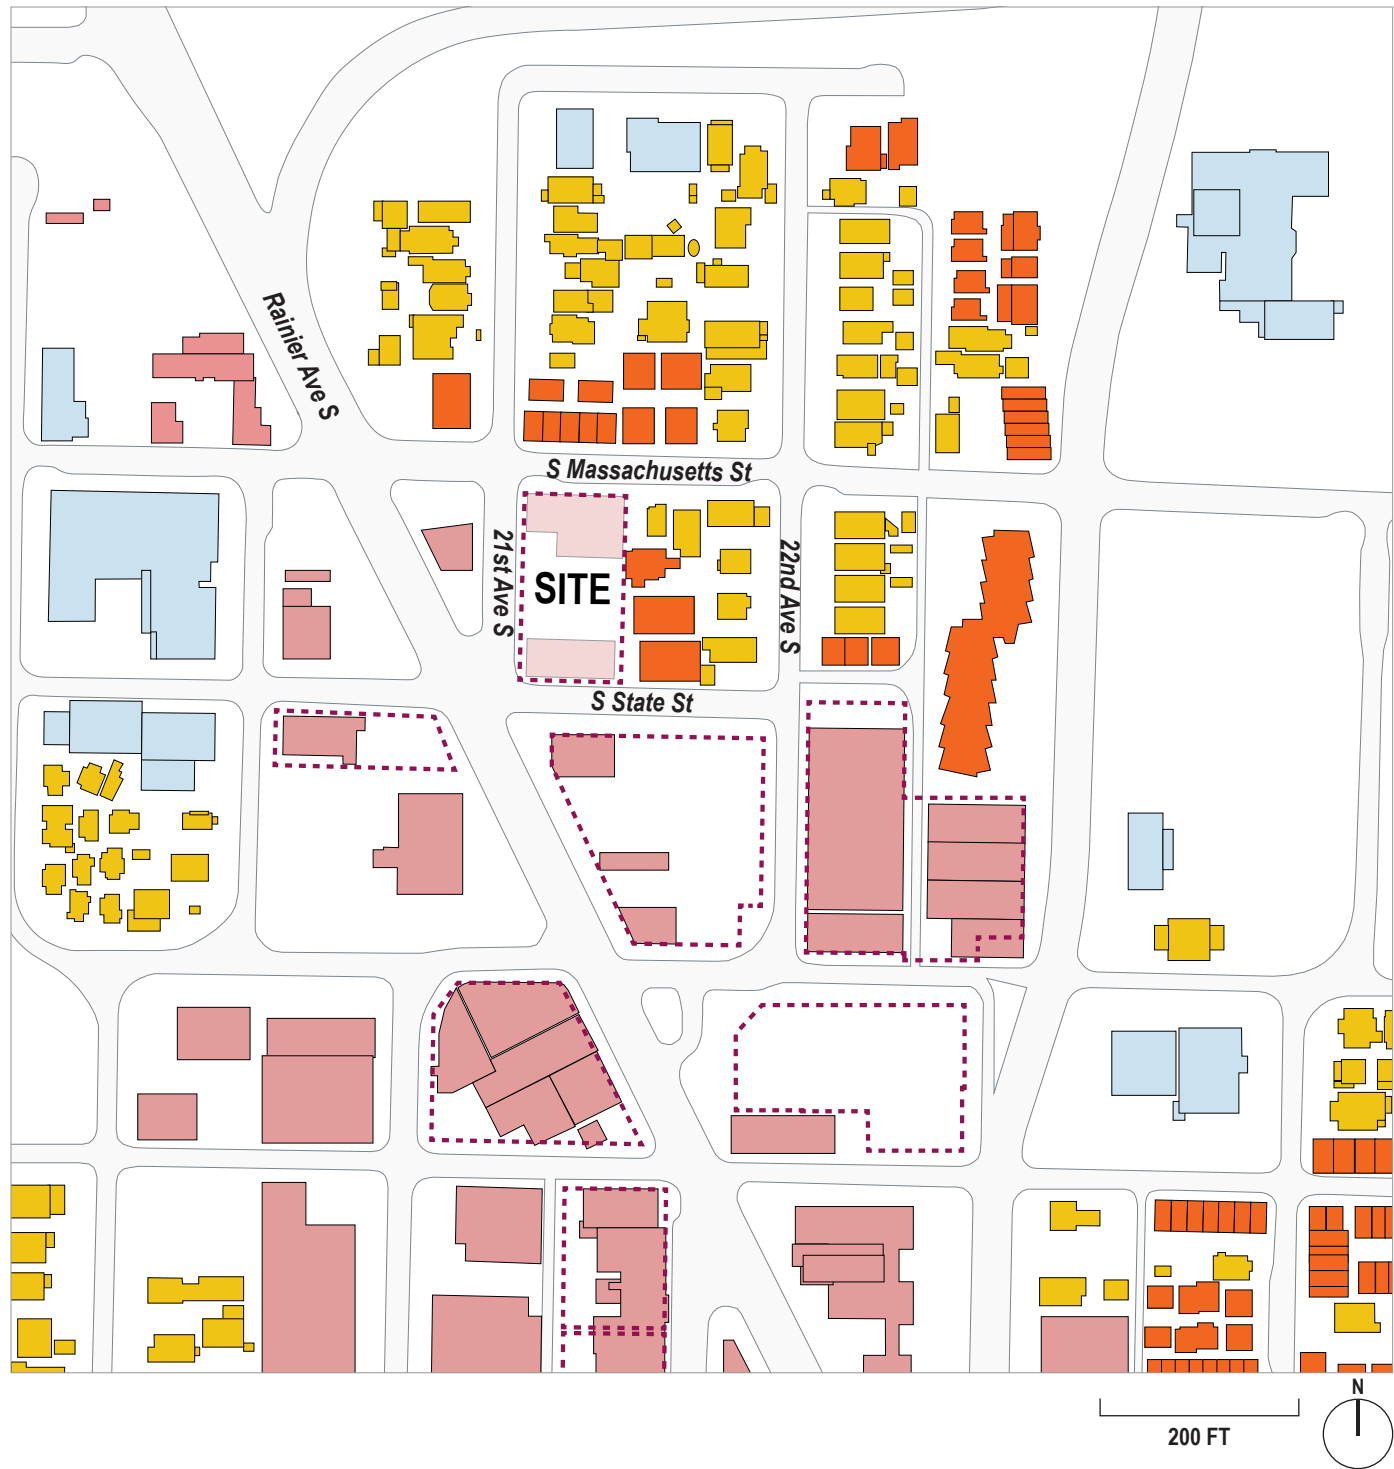 Rainier Ave S
S Massachusetts St
21st Ave S
SITE
22nd Ave S
S State St
N
200 FT